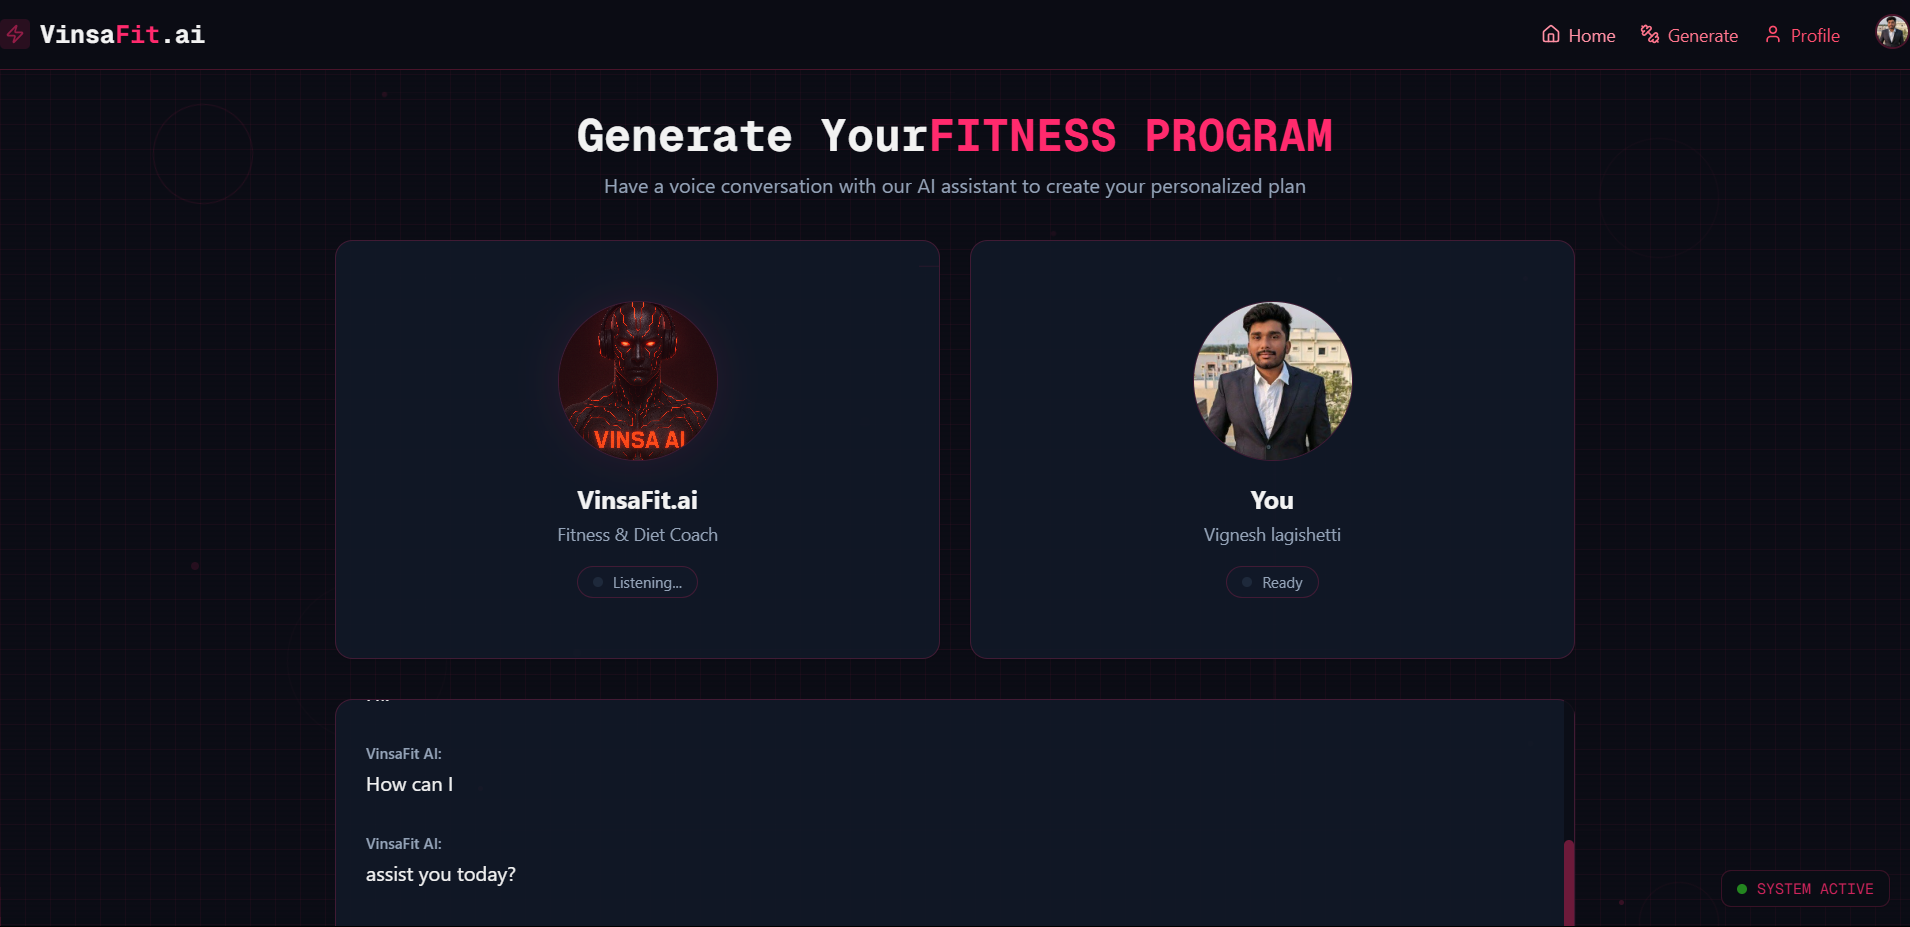 VinsaFit.ai
Home
Generate
Profile
Generate YourFITNESS PROGRAM
Have a voice conversation with our AI assistant to create your personalized plan
VINSA AI
VinsaFit.ai
Fitness & Diet Coach
Listening...
You
Vignesh lagishetti
Ready
VinsaFit AI:
How can I
VinsaFit AI:
assist you today?
SYSTEM ACTIVE